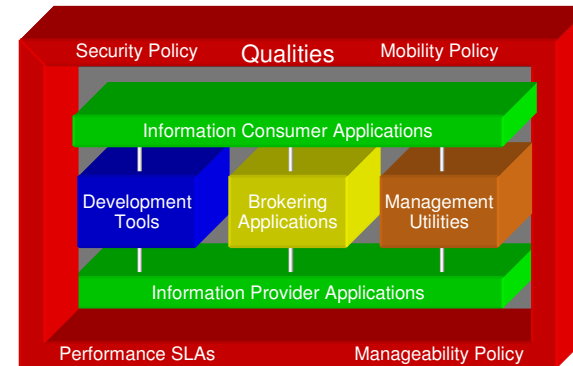 Security Policy
Qualities
Mobility Policy
Information Consumer Applications
Development
Tools
Brokering
Applications
Management
Utilities
Information Provider Applications
Performance SLAs
Manageability Policy